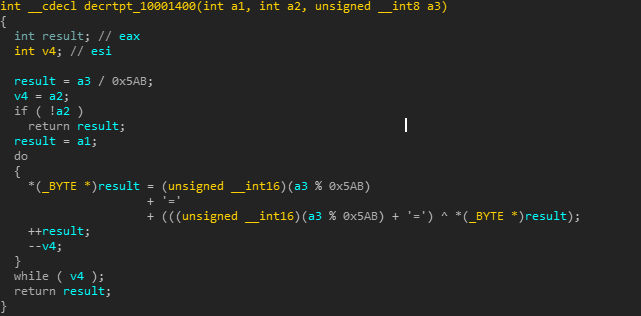 int __cdecl decrtpt_10001400(int a1, int a2, unsigned __int8 a3)
{
  int result; // eax
  int v4; // esi

  result = a3 / 0x5AB;
  v4 = a2;
  if ( !a2 )
    return result;
  result = a1;
  do
  {
    *(_BYTE *)result = (unsigned __int16)(a3 % 0x5AB)
                     + '='
                     + (((unsigned __int16)(a3 % 0x5AB) + '=') ^ *(_BYTE *)result);
    ++result;
    --v4;
  }
  while ( v4 );
  return result;
}